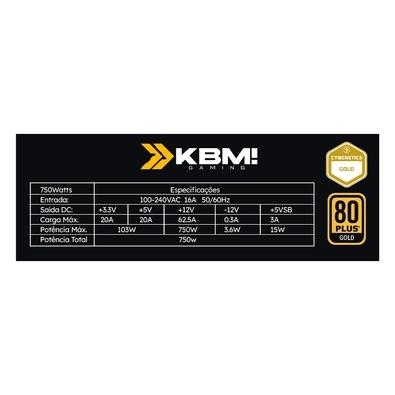 KBM!
GAMING
CYBENETICS
GOLD
750Watts Especificações
Entrada: 100-240VAC 16A 50/60Hz
Saída DC: +3.3V +5V +12V -12V +5VSB
Carga Máx.: 20A 20A 62.5A 0.3A 3A
Potência Máx.: 103W 750W 3.6W 15W
Potência Total 750w
80
PLUS
GOLD